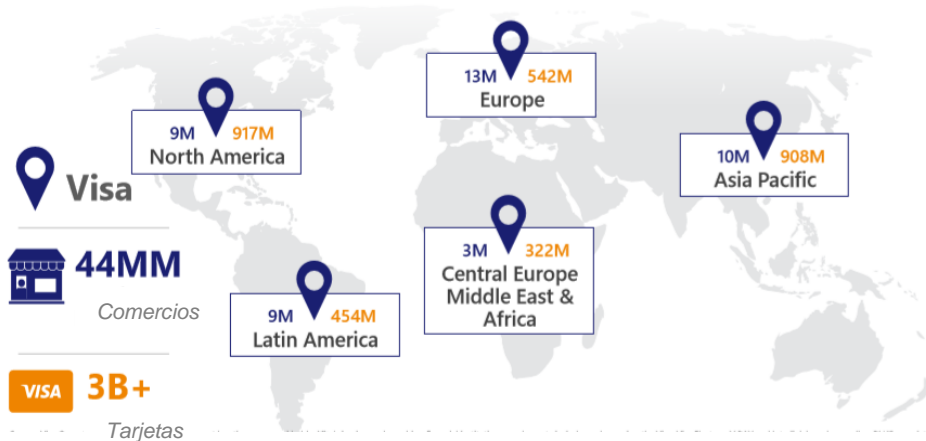 13M 542M
Europe
9M 917M
North America
10M 908M
Asia Pacific
Visa
3M 322M
Central Europe
Middle East &
Africa
44MM
Comercios
9M 454M
Latin America
VISA
3B+
Tarjetas